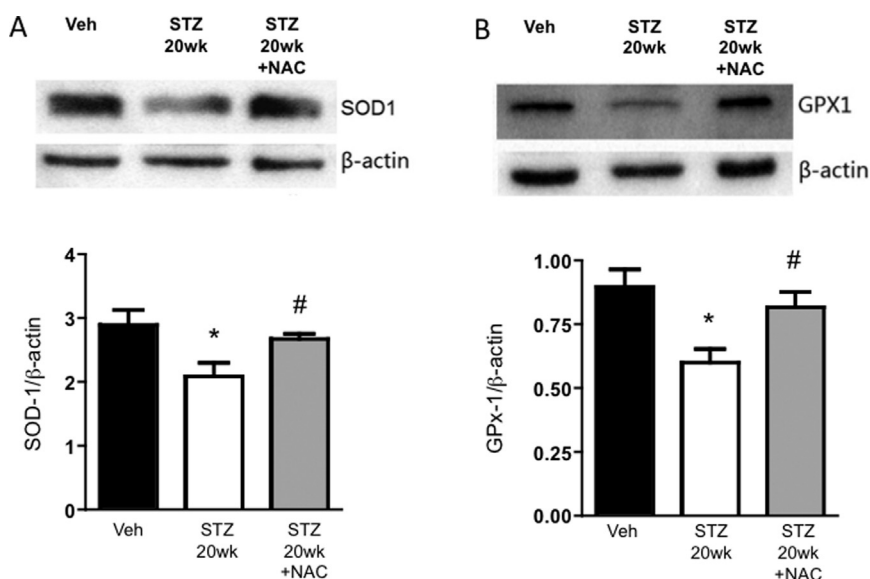 A
Veh
STZ
20wk
STZ
20wk
+NAC
SOD1
β-actin
4
3
2
1
0
SOD-1/β-actin
*
#
Veh
STZ
20wk
STZ
20wk
+NAC
B
Veh
STZ
20wk
STZ
20wk
+NAC
GPX1
β-actin
1.00
0.75
0.50
0.25
0.00
GPx-1/β-actin
*
#
Veh
STZ
20wk
STZ
20wk
+NAC